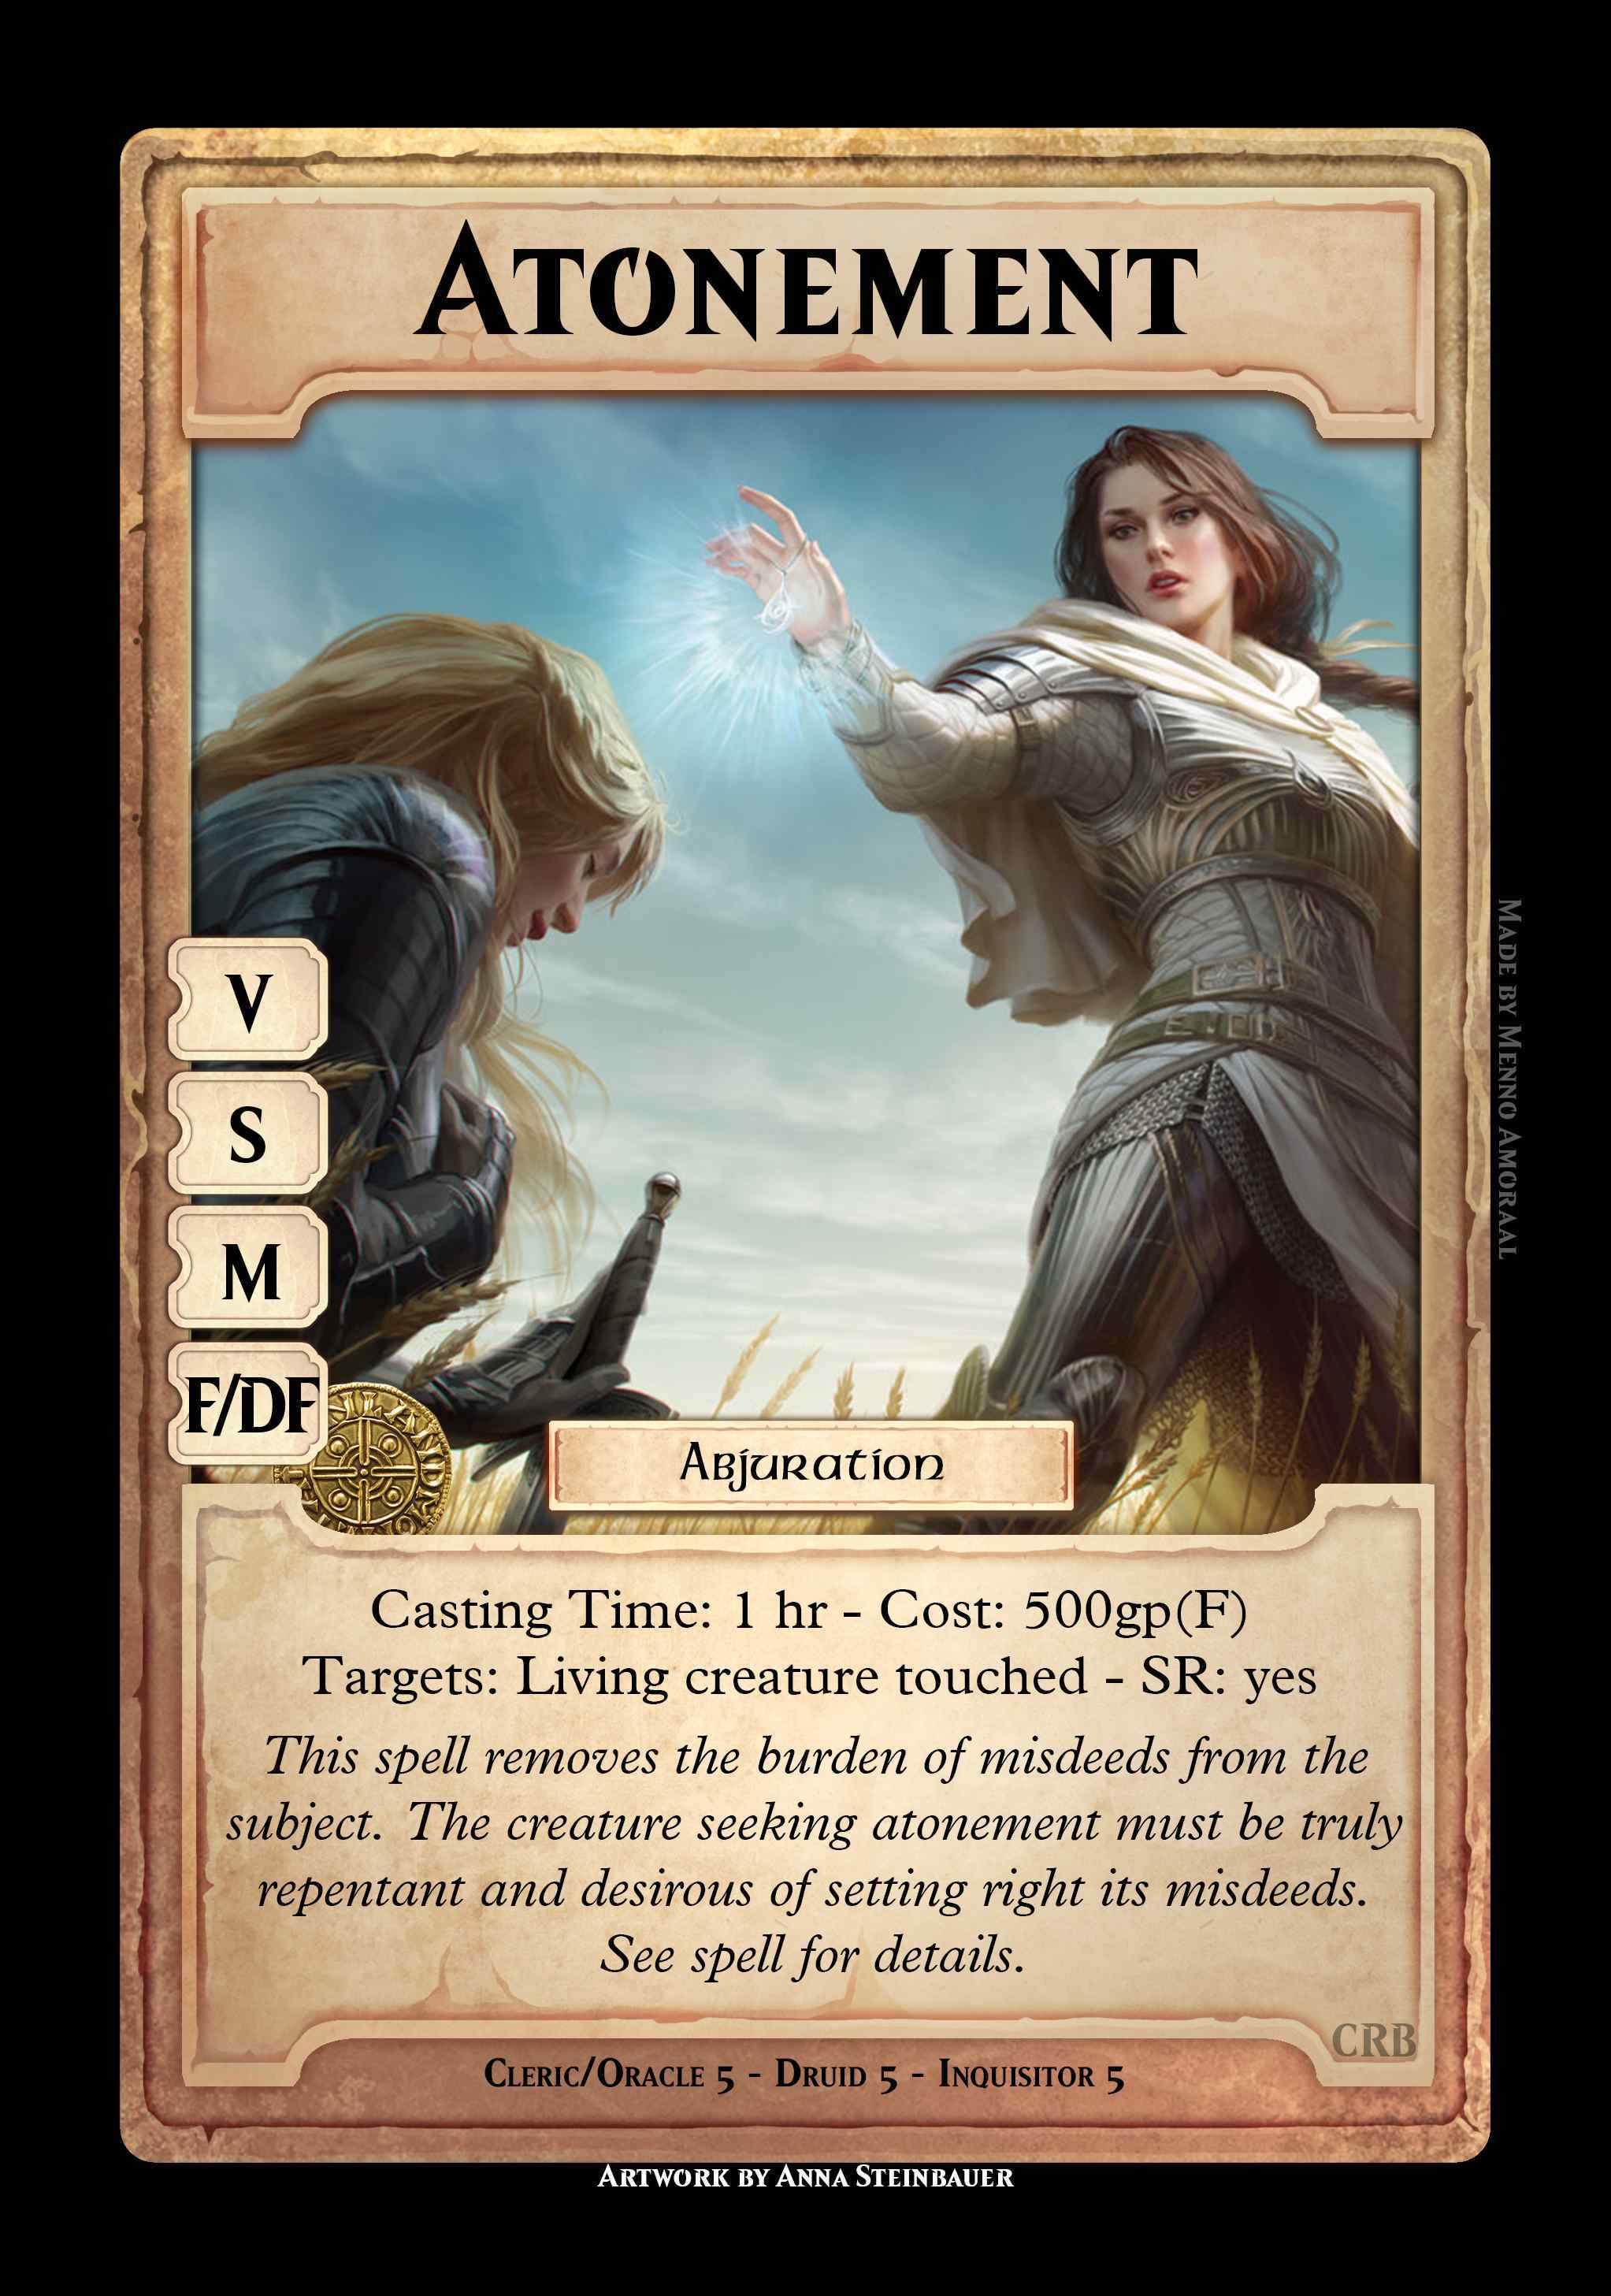 Atonement
V
S
M
F/DF
Abjuration
Casting Time: 1 hr - Cost: 500gp(F)
Targets: Living creature touched - SR: yes
This spell removes the burden of misdeeds from the
subject. The creature seeking atonement must be truly
repentant and desirous of setting right its misdeeds.
See spell for details.
CRB
Cleric/Oracle 5 - Druid 5 - Inquisitor 5
Artwork by Anna Steinbauer
Made by Menno Amoraal